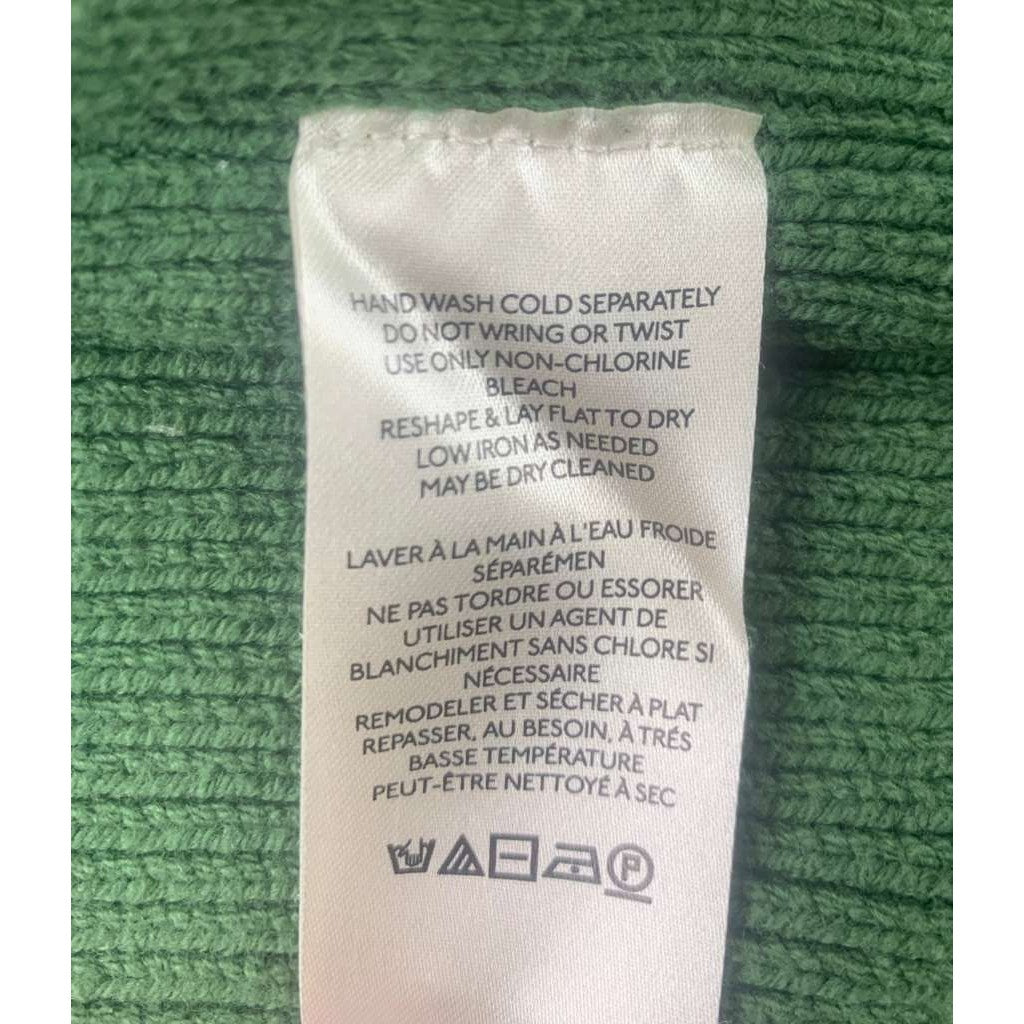 HAND WASH COLD SEPARATELY
DO NOT WRING OR TWIST
USE ONLY NON-CHLORINE
BLEACH
RESHAPE & LAY FLAT TO DRY
LOW IRON AS NEEDED
MAY BE DRY CLEANED
LAVER À LA MAIN À L'EAU FROIDE
SÉPARÉMEN
NE PAS TORDRE OU ESSORER
UTILISER UN AGENT DE
BLANCHIMENT SANS CHLORE SI
NÉCESSAIRE
REMODELER ET SÉCHER À PLAT
REPASSER, AU BESOIN, À TRÉS
BASSE TEMPÉRATURE
PEUT-ÊTRE NETTOYÉ À SEC
P